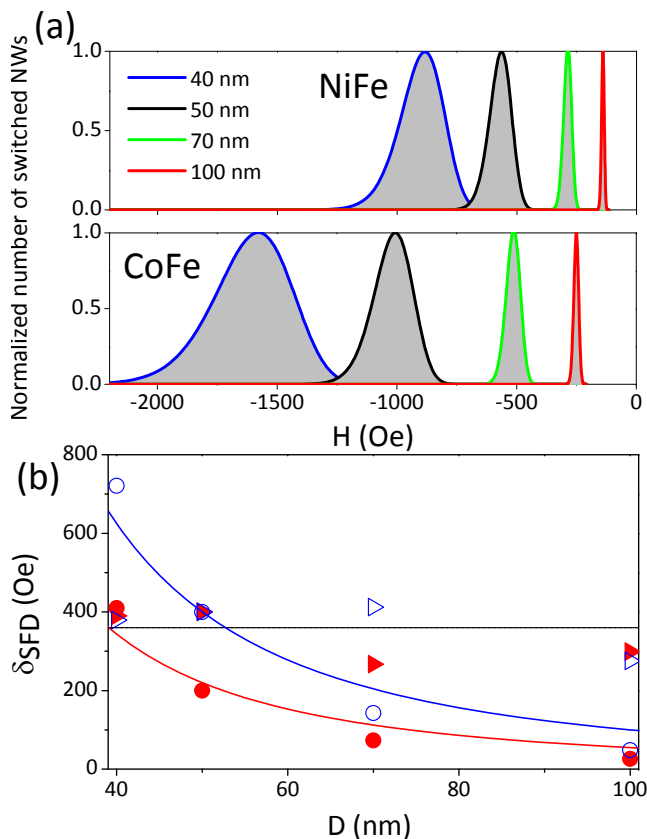 (a)
Normalized number of switched NWs
1.0
0.5
0.0
40 nm
50 nm
70 nm
100 nm
NiFe
1.0
0.5
0.0
CoFe
-2000 -1500 -1000 -500 0
H (Oe)
(b)
δSFD (Oe)
800
600
400
200
0
40 60 80 100
D (nm)